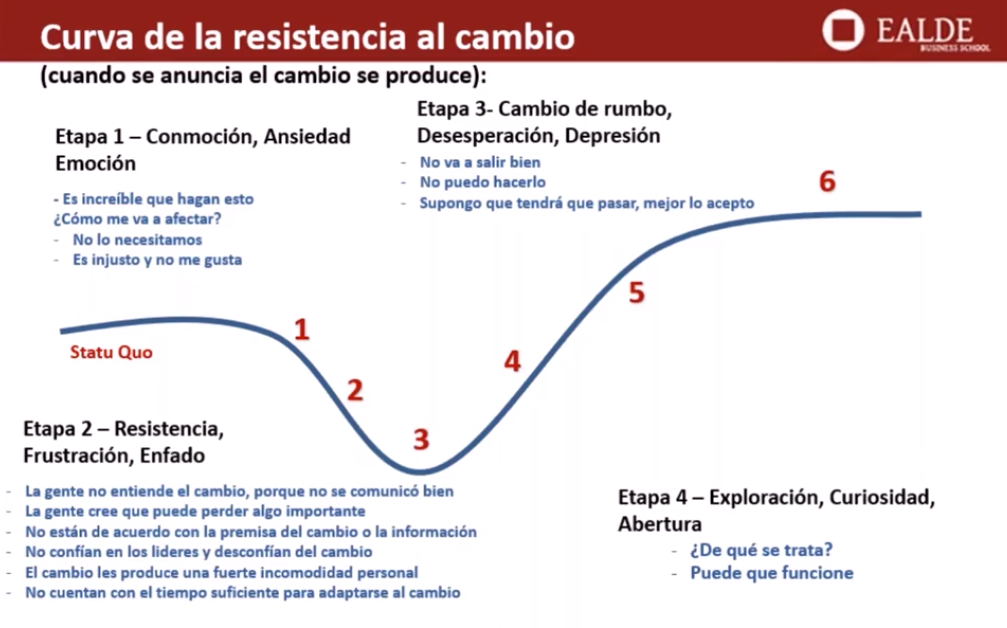 Curva de la resistencia al cambio
EALDE
BUSINESS SCHOOL
(cuando se anuncia el cambio se produce):
Etapa 1 – Conmoción, Ansiedad
Emoción
- Es increíble que hagan esto
¿Cómo me va a afectar?
- No lo necesitamos
- Es injusto y no me gusta
Etapa 3- Cambio de rumbo,
Desesperación, Depresión
- No va a salir bien
- No puedo hacerlo
- Supongo que tendrá que pasar, mejor lo acepto
6
5
1
Statu Quo
4
2
3
Etapa 2 – Resistencia,
Frustración, Enfado
- La gente no entiende el cambio, porque no se comunicó bien
- La gente cree que puede perder algo importante
- No están de acuerdo con la premisa del cambio o la información
- No confían en los lideres y desconfían del cambio
- El cambio les produce una fuerte incomodidad personal
- No cuentan con el tiempo suficiente para adaptarse al cambio
Etapa 4 – Exploración, Curiosidad,
Abertura
- ¿De qué se trata?
- Puede que funcione